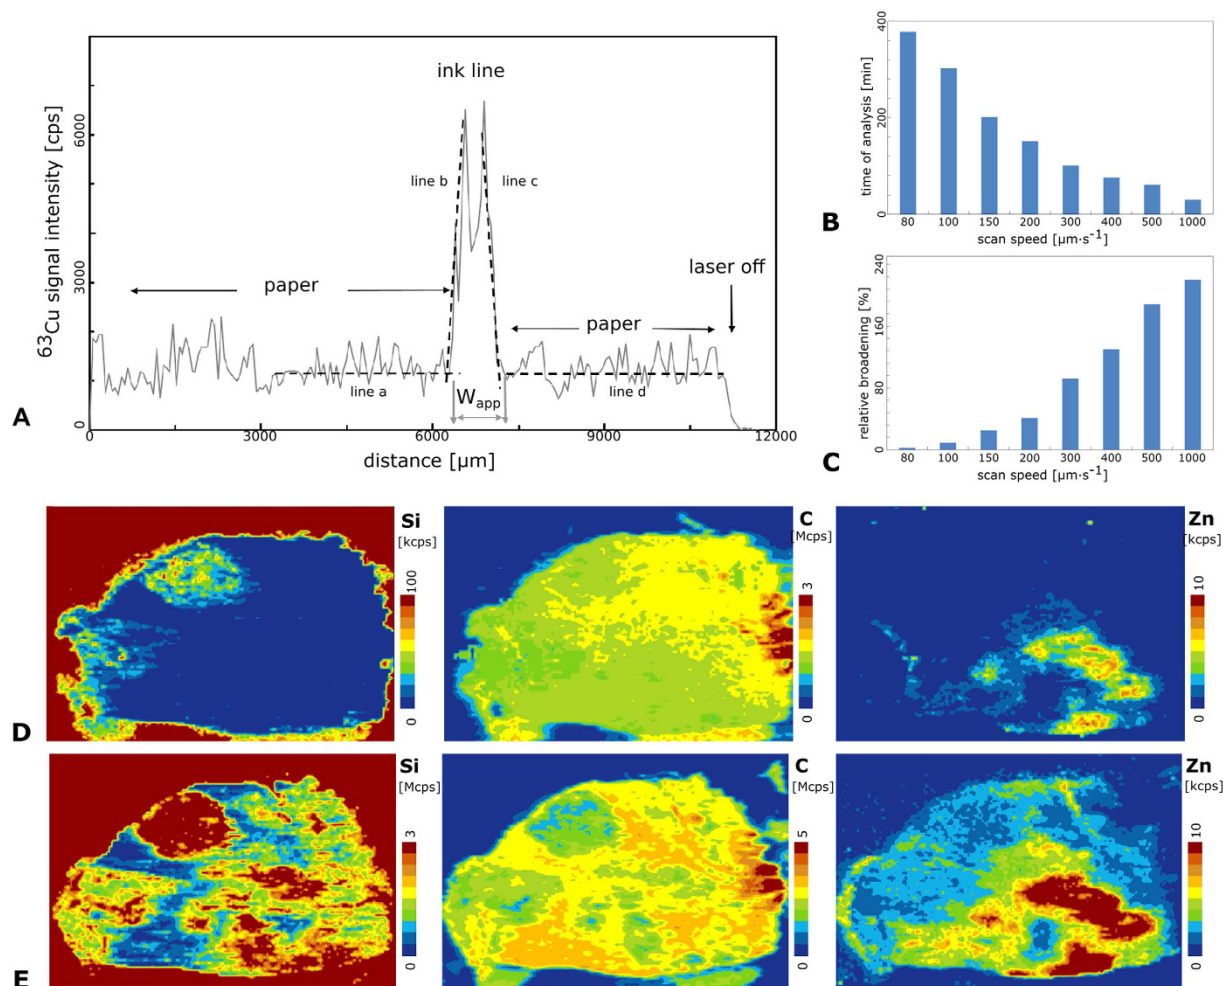 A
⁶³Cu signal intensity [cps]
6000
3000
0
ink line
line b
line c
paper
paper
laser off
line a
line d
W_app
0 3000 6000 9000 12000
distance [µm]
B
time of analysis [min]
400
200
0
80 100 150 200 300 400 500 1000
scan speed [µm·s⁻¹]
C
relative broadening [%]
240
160
80
0
80 100 150 200 300 400 500 1000
scan speed [µm·s⁻¹]
D
Si
[kcps]
100
0
C
[Mcps]
3
0
Zn
[kcps]
10
0
E
Si
[Mcps]
3
0
C
[Mcps]
5
0
Zn
[kcps]
10
0